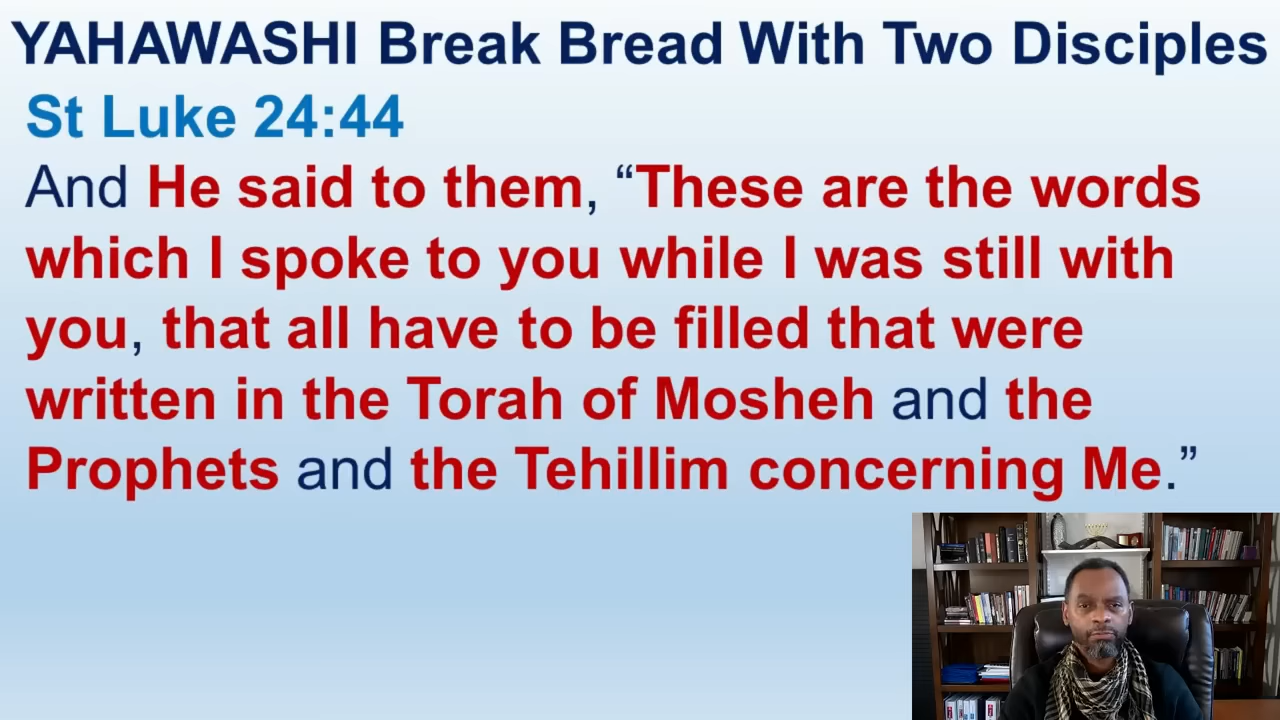 YAHAWASHI Break Bread With Two Disciples
St Luke 24:44
And He said to them, “These are the words
which I spoke to you while I was still with
you, that all have to be filled that were
written in the Torah of Mosheh and the
Prophets and the Tehillim concerning Me.”